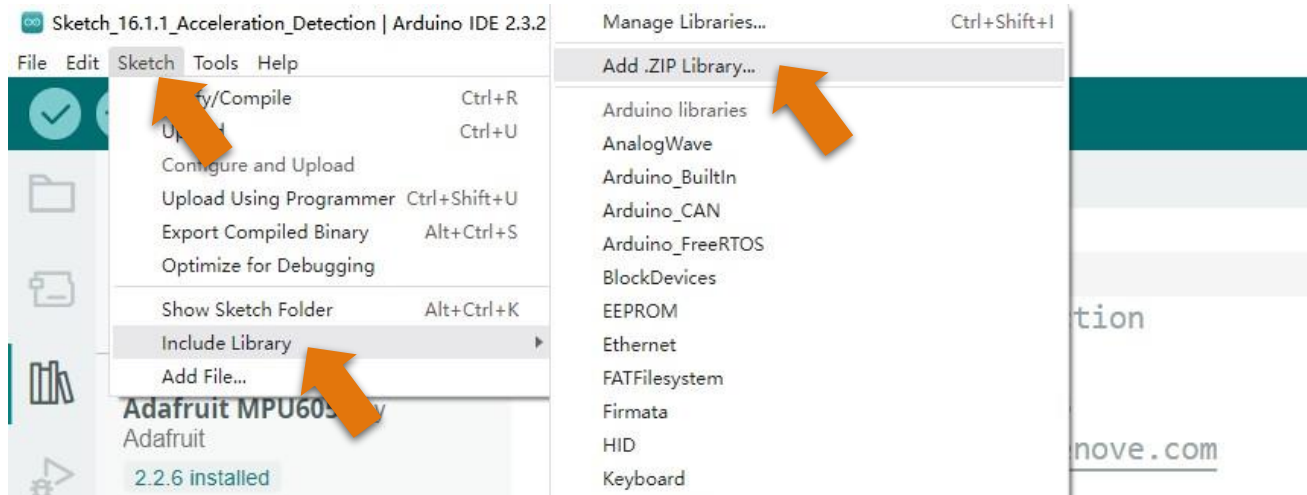 Sketch_16.1.1_Acceleration_Detection | Arduino IDE 2.3.2
File Edit Sketch Tools Help
fy/Compile Ctrl+R
Ctrl+U
Configure and Upload
Upload Using Programmer Ctrl+Shift+U
Export Compiled Binary Alt+Ctrl+S
Optimize for Debugging
Show Sketch Folder Alt+Ctrl+K
Include Library
Add File...
Adafruit MPU605
Adafruit
2.2.6 installed
Manage Libraries... Ctrl+Shift+I
Add .ZIP Library...
Arduino libraries
AnalogWave
Arduino_BuiltIn
Arduino_CAN
Arduino_FreeRTOS
BlockDevices
EEPROM
Ethernet
FATFilesystem
Firmata
HID
Keyboard
tion
nove.com